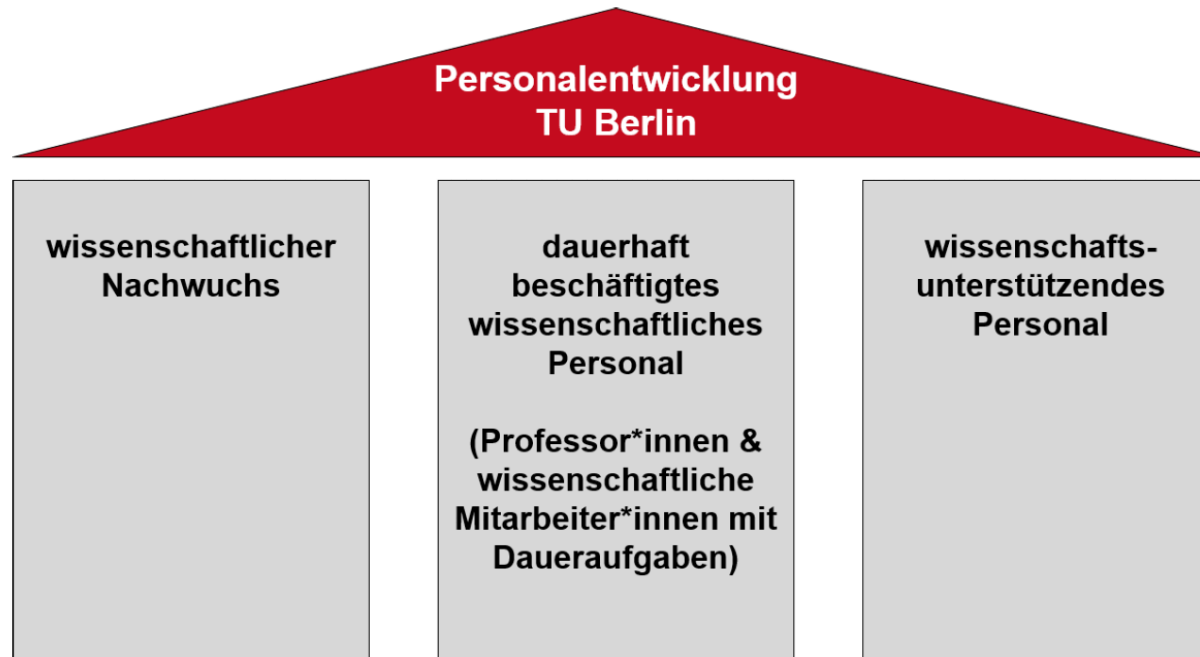 Personalentwicklung
TU Berlin
wissenschaftlicher
Nachwuchs
dauerhaft
beschäftigtes
wissenschaftliches
Personal
(Professor*innen &
wissenschaftliche
Mitarbeiter*innen mit
Daueraufgaben)
wissenschafts-
unterstützendes
Personal